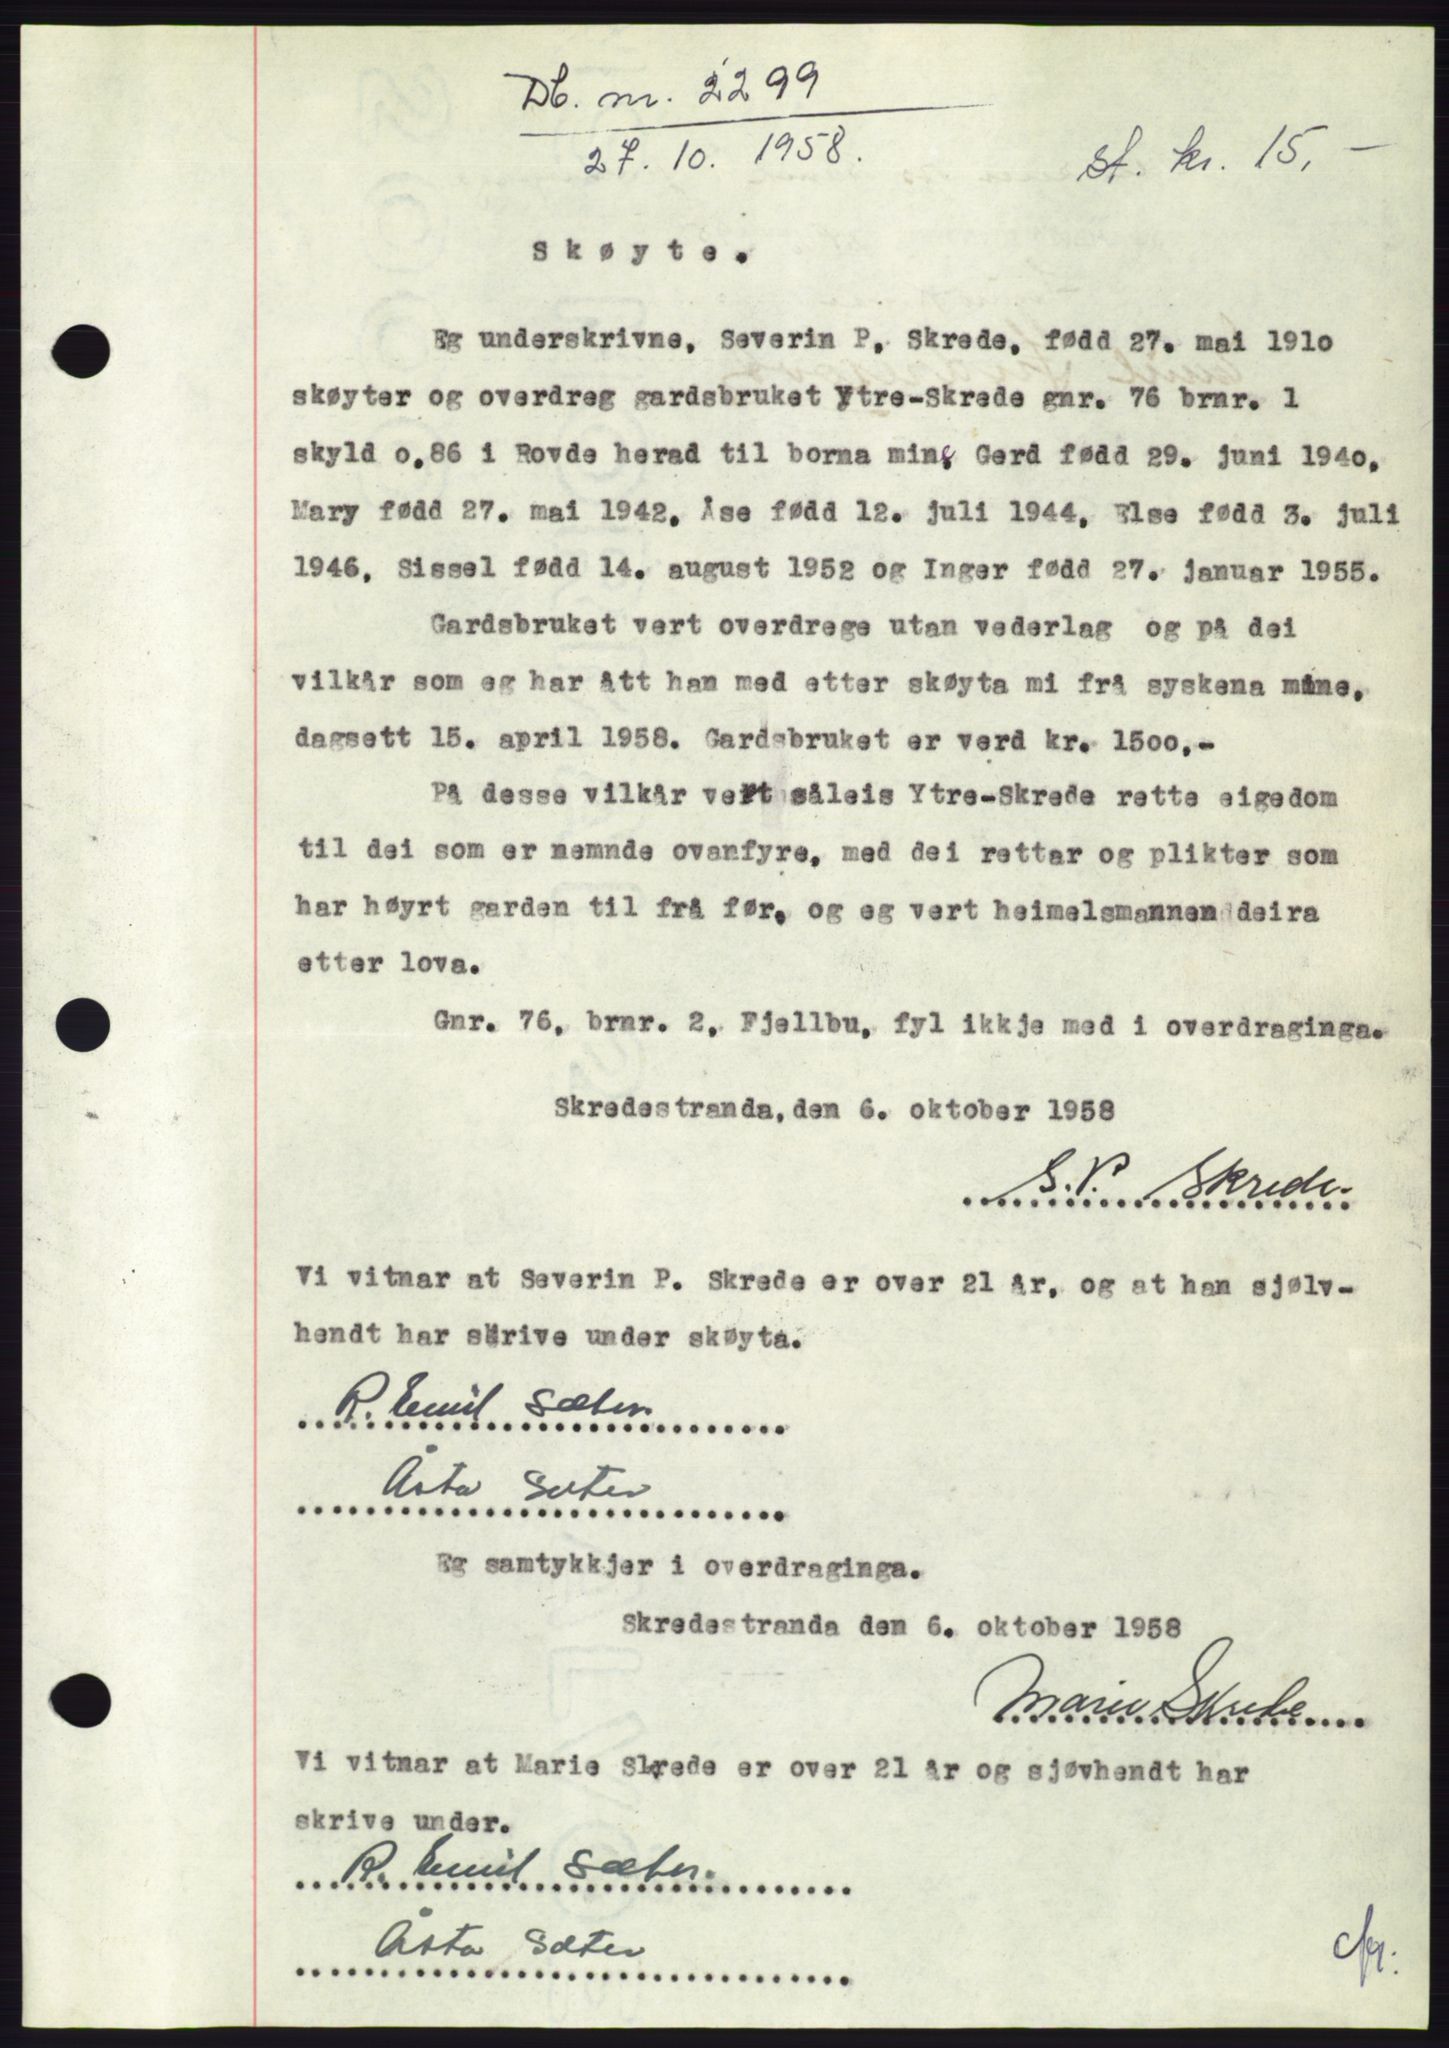 Db. nr. 2299
27. 10. 1958.
st. kr. 15,-
Skøyte.
Eg underskrivne, Severin P. Skrede, fødd 27. mai 1910
skøyter og overdreg gardsbruket Ytre-Skrede gnr. 76 brnr. 1
skyld o.86 i Rovde herad til borna mine Gerd fødd 29. juni 1940,
Mary fødd 27. mai 1942, Åse fødd 12. juli 1944, Else fødd 3. juli
1946, Sissel fødd 14. august 1952 og Inger fødd 27. januar 1955.
Gardsbruket vert overdrege utan vederlag og på dei
vilkår som eg har ått han med etter skøyta mi frå syskena mine,
dagsett 15. april 1958. Gardsbruket er verd kr. 1500,-
På desse vilkår vert såleis Ytre-Skrede rette eigedom
til dei som er nemnde ovanfyre, med dei rettar og plikter som
har høyrt garden til frå før, og eg vert heimelsmannen deira
etter lova.
Gnr. 76, brnr. 2, Fjellbu, fyl ikkje med i overdraginga.
Skredestranda, den 6. oktober 1958
S.P. Skrede
Vi vitnar at Severin P. Skrede er over 21 år, og at han sjølv-
hendt har skrive under skøyta.
R. Emil Sæter
Åsta Sæter
Eg samtykkjer i overdraginga.
Skredestranda den 6. oktober 1958
Marie Skrede
Vi vitnar at Marie Skrede er over 21 år og sjøvhendt har
skrive under.
R. Emil Sæter.
Åsta Sæter